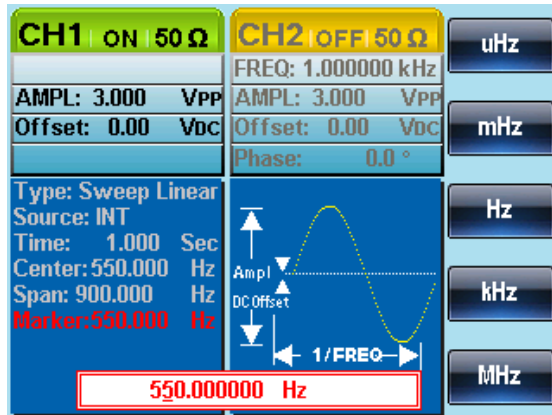 CH1 ON 50 Ω
AMPL: 3.000 VPP
Offset: 0.00 VDC
CH2 OFF 50 Ω
FREQ: 1.000000 kHz
AMPL: 3.000 VPP
Offset: 0.00 VDC
Phase: 0.0 °
Type: Sweep Linear
Source: INT
Time: 1.000 Sec
Center: 550.000 Hz
Span: 900.000 Hz
Marker: 550.000 Hz
Ampl
DC Offset
1/FREQ
550.000000 Hz
uHz
mHz
Hz
kHz
MHz